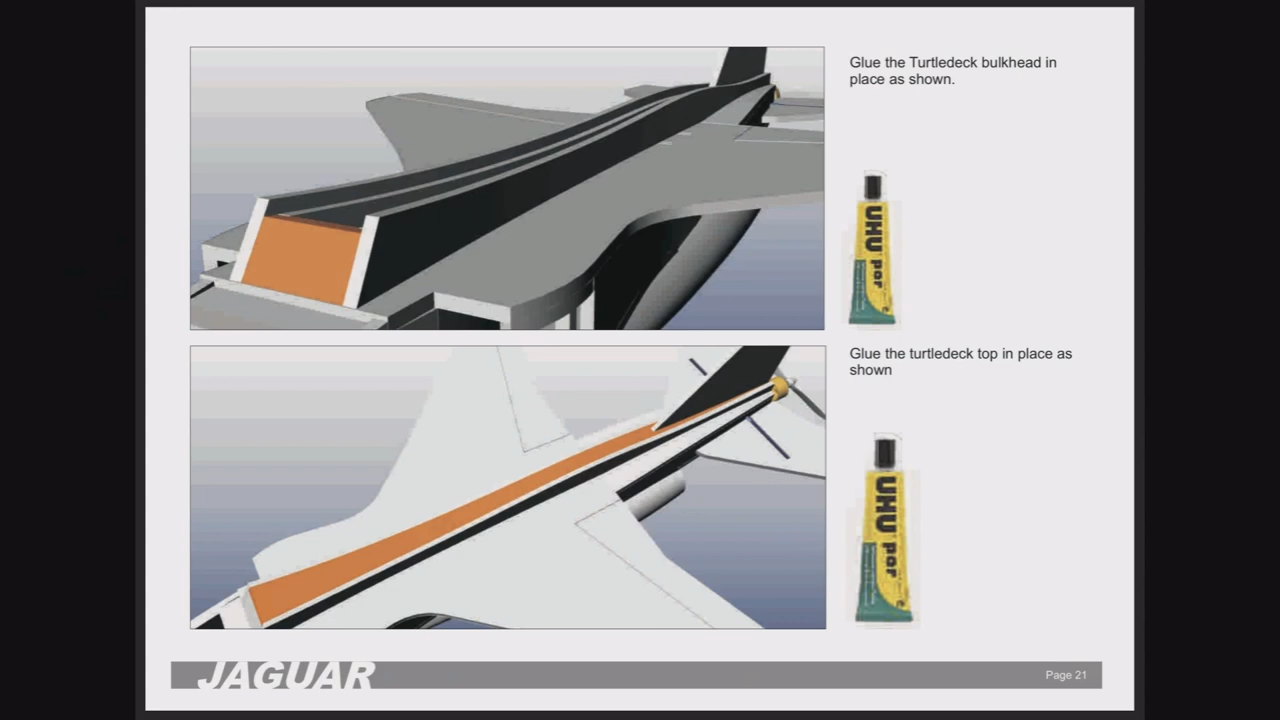 Glue the Turtledeck bulkhead in
place as shown.
UHU por
Glue the turtledeck top in place as
shown
UHU por
JAGUAR
Page 21